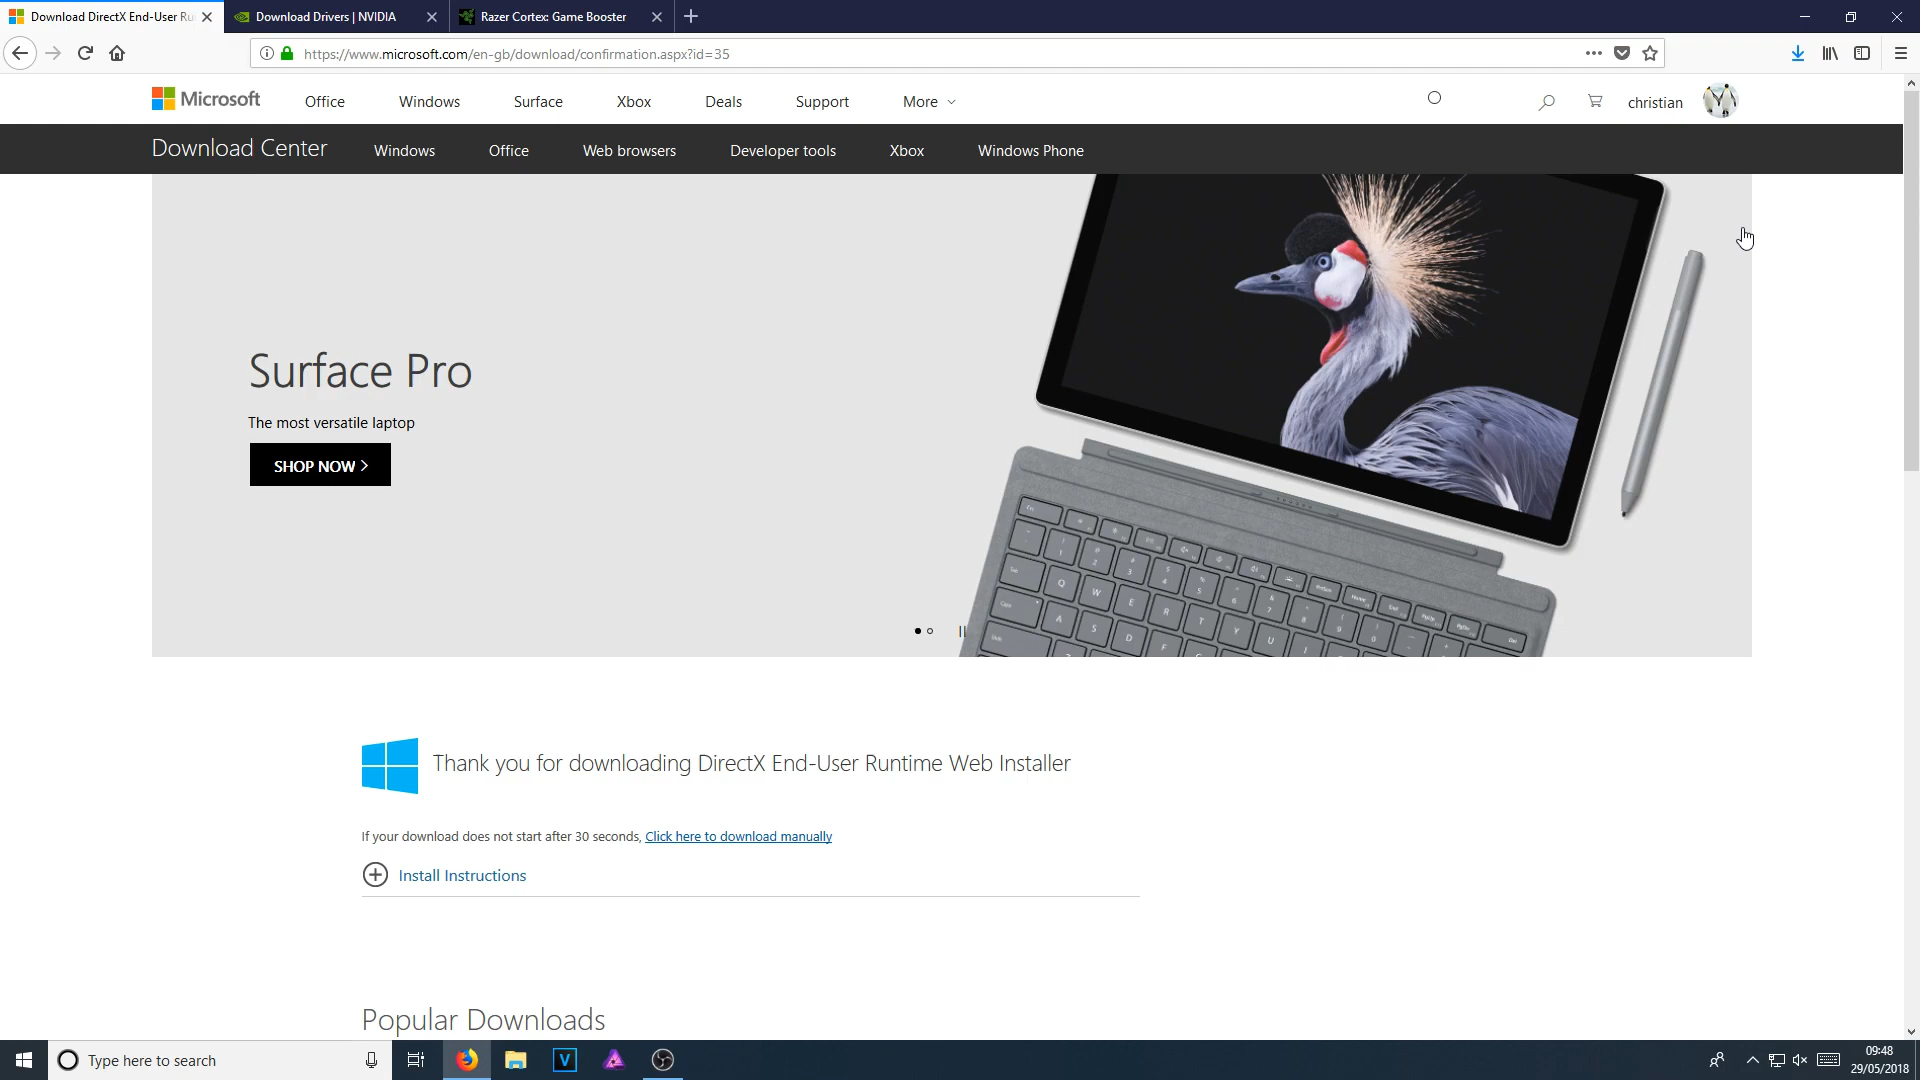 Download DirectX End-User Ru
Download Drivers | NVIDIA
Razer Cortex: Game Booster
https://www.microsoft.com/en-gb/download/confirmation.aspx?id=35
Microsoft
Office
Windows
Surface
Xbox
Deals
Support
More
christian
Download Center
Windows
Office
Web browsers
Developer tools
Xbox
Windows Phone
Surface Pro
The most versatile laptop
SHOP NOW >
Thank you for downloading DirectX End-User Runtime Web Installer
If your download does not start after 30 seconds, Click here to download manually
Install Instructions
Popular Downloads
Type here to search
V
09:48
29/05/2018